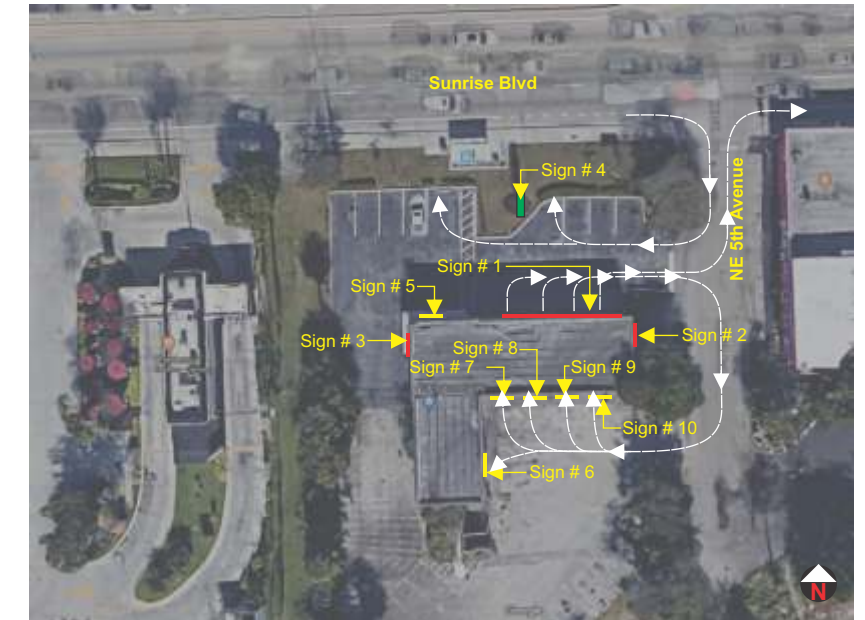 Sunrise Blvd
Sign # 4
NE 5th Avenue
Sign # 1
Sign # 5
Sign # 3
Sign # 2
Sign # 8
Sign # 7
Sign # 9
Sign # 10
Sign # 6
N